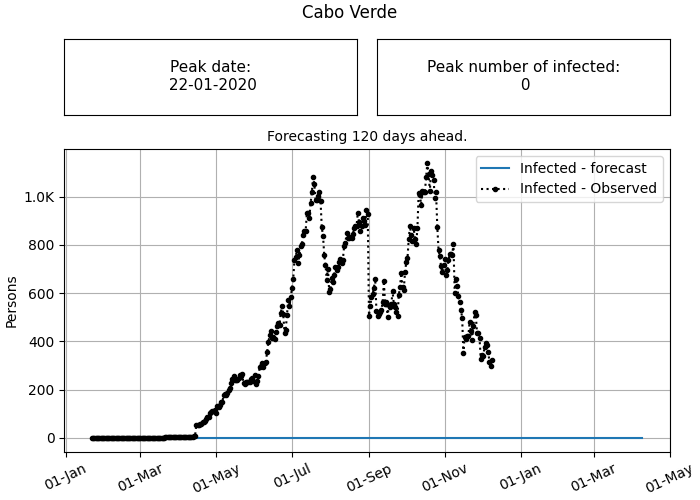 Cabo Verde
Peak date:
22-01-2020
Peak number of infected:
0
Forecasting 120 days ahead.
Infected - forecast
Infected - Observed
Persons
1.0K
800
600
400
200
0
01-Jan
01-Mar
01-May
01-Jul
01-Sep
01-Nov
01-Jan
01-Mar
01-May